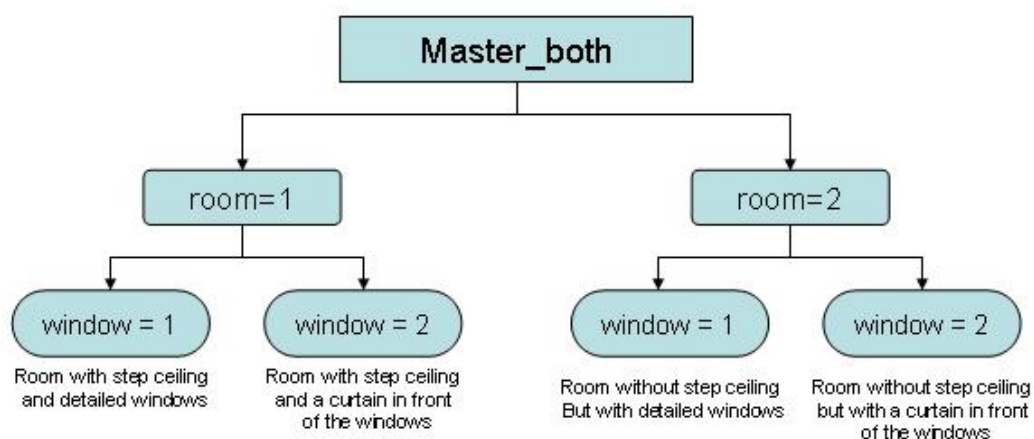 Master_both
room=1
room=2
window = 1
window = 2
window = 1
window = 2
Room with step ceiling
and detailed windows
Room with step ceiling
and a curtain in front
of the windows
Room without step ceiling
But with detailed windows
Room without step ceiling
but with a curtain in front
of the windows